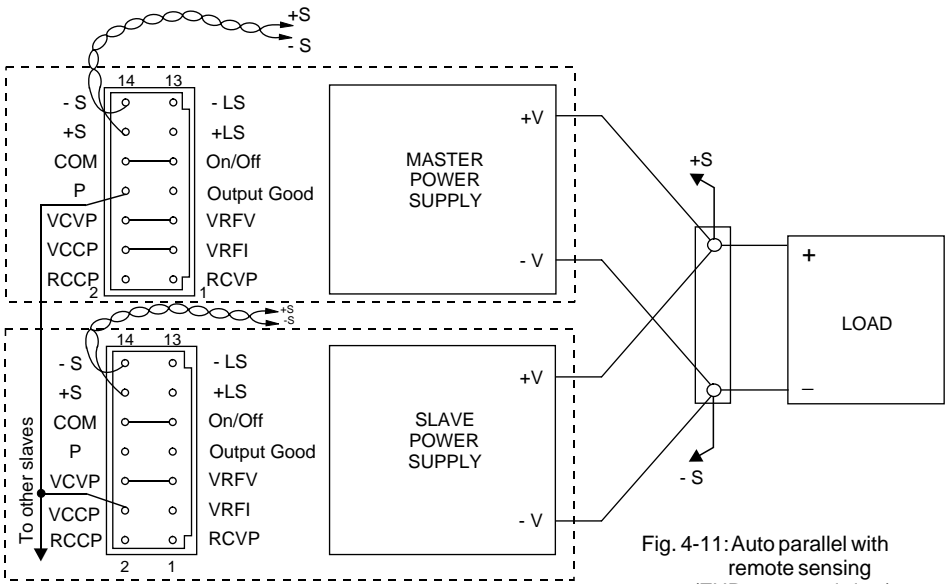 +S
- S
14 13
- S - LS
+S +LS
COM On/Off
P Output Good
VCVP VRFV
VCCP VRFI
RCCP RCVP
2 1
MASTER
POWER
SUPPLY
+V
- V
+S
- S
+
−
LOAD
+S
-S
14 13
- S - LS
+S +LS
COM On/Off
P Output Good
VCVP VRFV
VCCP VRFI
RCCP RCVP
2 1
To other slaves
SLAVE
POWER
SUPPLY
+V
- V
Fig. 4-11: Auto parallel with
remote sensing